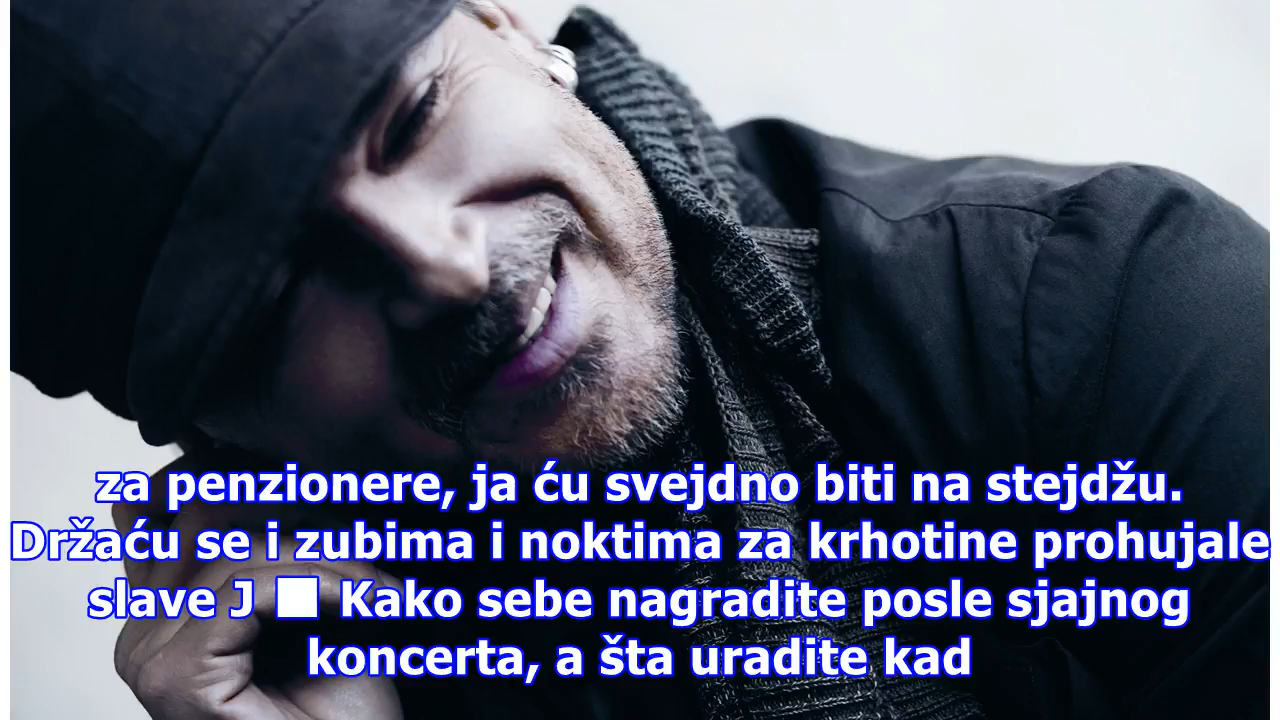 za penzionere, ja ću svejdno biti na stejdžu.
Držaću se i zubima i noktima za krhotine prohujale
slave J ■ Kako sebe nagradite posle sjajnog
koncerta, a šta uradite kad